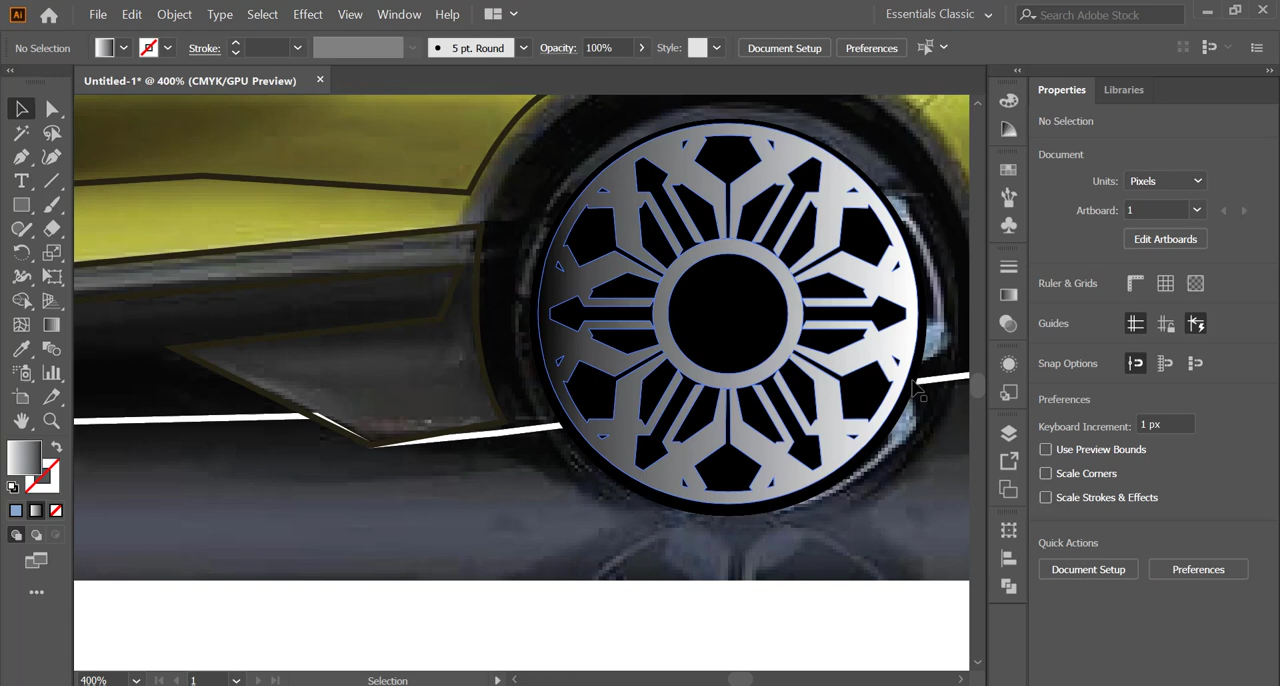 Ai File Edit Object Type Select Effect View Window Help Essentials Classic Search Adobe Stock
No Selection Stroke: 5 pt. Round Opacity: 100% Style: Document Setup Preferences
Untitled-1* @ 400% (CMYK/GPU Preview)
Properties Libraries
No Selection
Document
Units: Pixels
Artboard: 1
Edit Artboards
Ruler & Grids
Guides
Snap Options
Preferences
Keyboard Increment: 1 px
Use Preview Bounds
Scale Corners
Scale Strokes & Effects
Quick Actions
Document Setup Preferences
400% 1 Selection